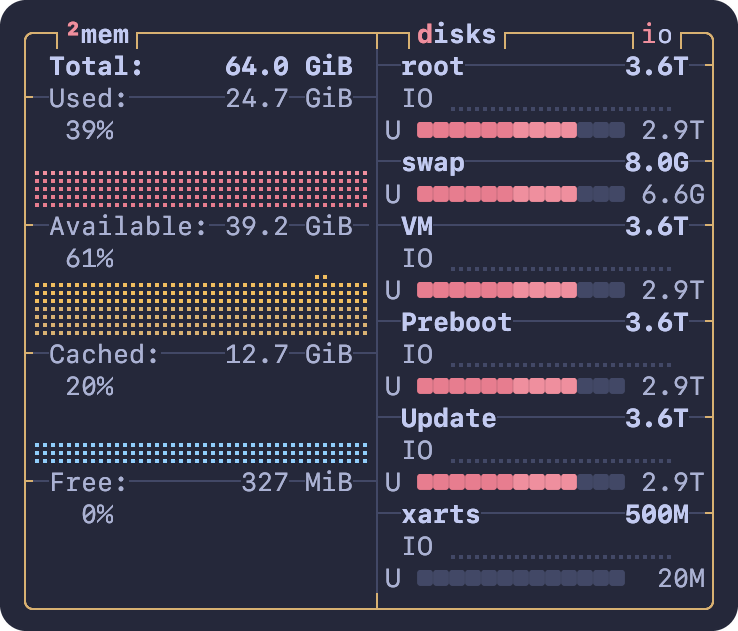 ²mem
Total: 64.0 GiB
Used: 24.7 GiB
39%
Available: 39.2 GiB
61%
Cached: 12.7 GiB
20%
Free: 327 MiB
0%
disks io
root 3.6T
IO
U 2.9T
swap 8.0G
U 6.6G
VM 3.6T
IO
U 2.9T
Preboot 3.6T
IO
U 2.9T
Update 3.6T
IO
U 2.9T
xarts 500M
IO
U 20M